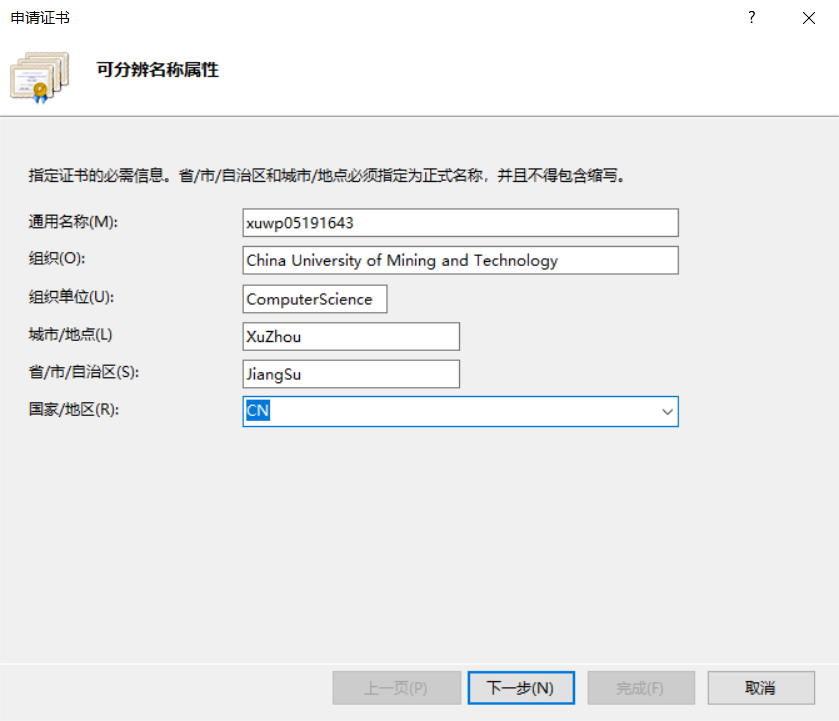 申请证书
?
可分辨名称属性
指定证书的必需信息。省/市/自治区和城市/地点必须指定为正式名称，并且不得包含缩写。
通用名称(M): xuwp05191643
组织(O): China University of Mining and Technology
组织单位(U): ComputerScience
城市/地点(L) XuZhou
省/市/自治区(S): JiangSu
国家/地区(R): CN
上一页(P) 下一步(N) 完成(F) 取消